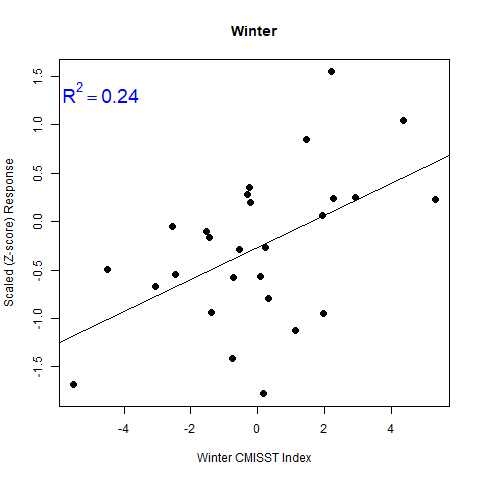 Winter
R² = 0.24
Scaled (Z-score) Response
1.5
1.0
0.5
0.0
-0.5
-1.0
-1.5
-4 -2 0 2 4
Winter CMISST Index